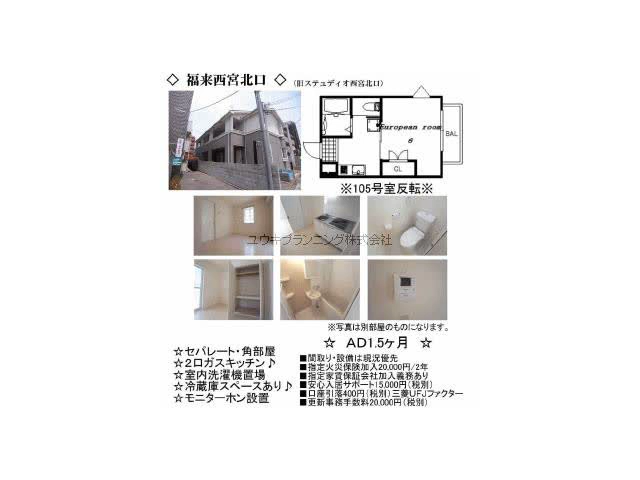 ◇ 福来西宮北口 ◇ (旧ステュディオ西宮北口)
European room
6
BAL
CL
※105号室反転※
ユウキプランニング株式会社
※写真は別部屋のものになります。
☆ AD1.5ヶ月 ☆
☆セパレート・角部屋
☆2口ガスキッチン♪
☆室内洗濯機置場
☆冷蔵庫スペースあり♪
☆モニターホン設置
■間取り・設備は現況優先
■指定火災保険加入20,000円/2年
■指定家賃保証会社加入義務あり
■安心入居サポート15,000円(税別)
■口座引落400円(税別)三菱UFJファクター
■更新事務手数料20,000円(税別)